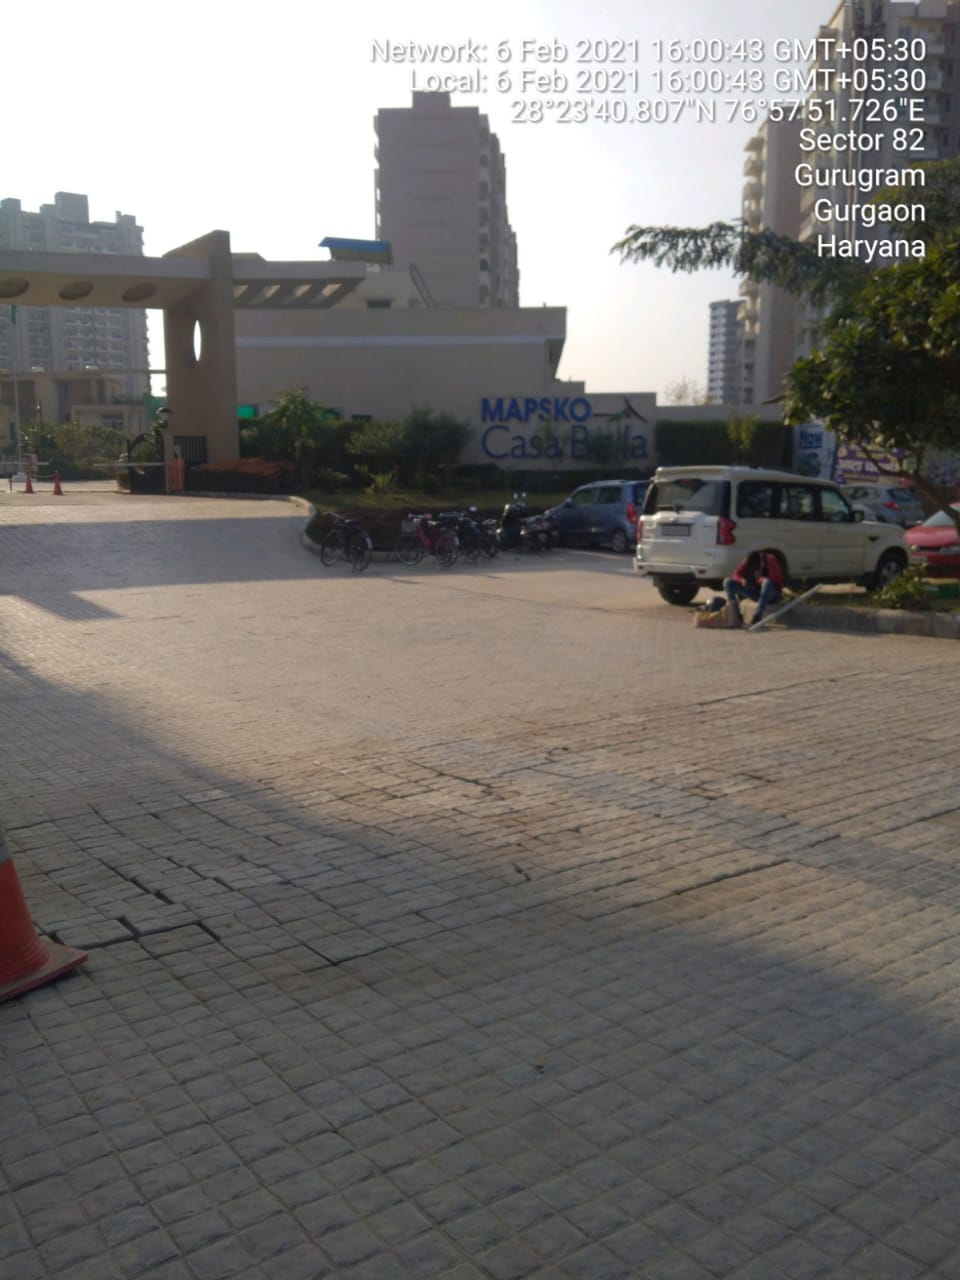 Network: 6 Feb 2021 16:00:43 GMT+05:30
Local: 6 Feb 2021 16:00:43 GMT+05:30
28°23'40.807"N 76°57'51.726"E
Sector 82
Gurugram
Gurgaon
Haryana
MAPSKO
Casa Bella
Now